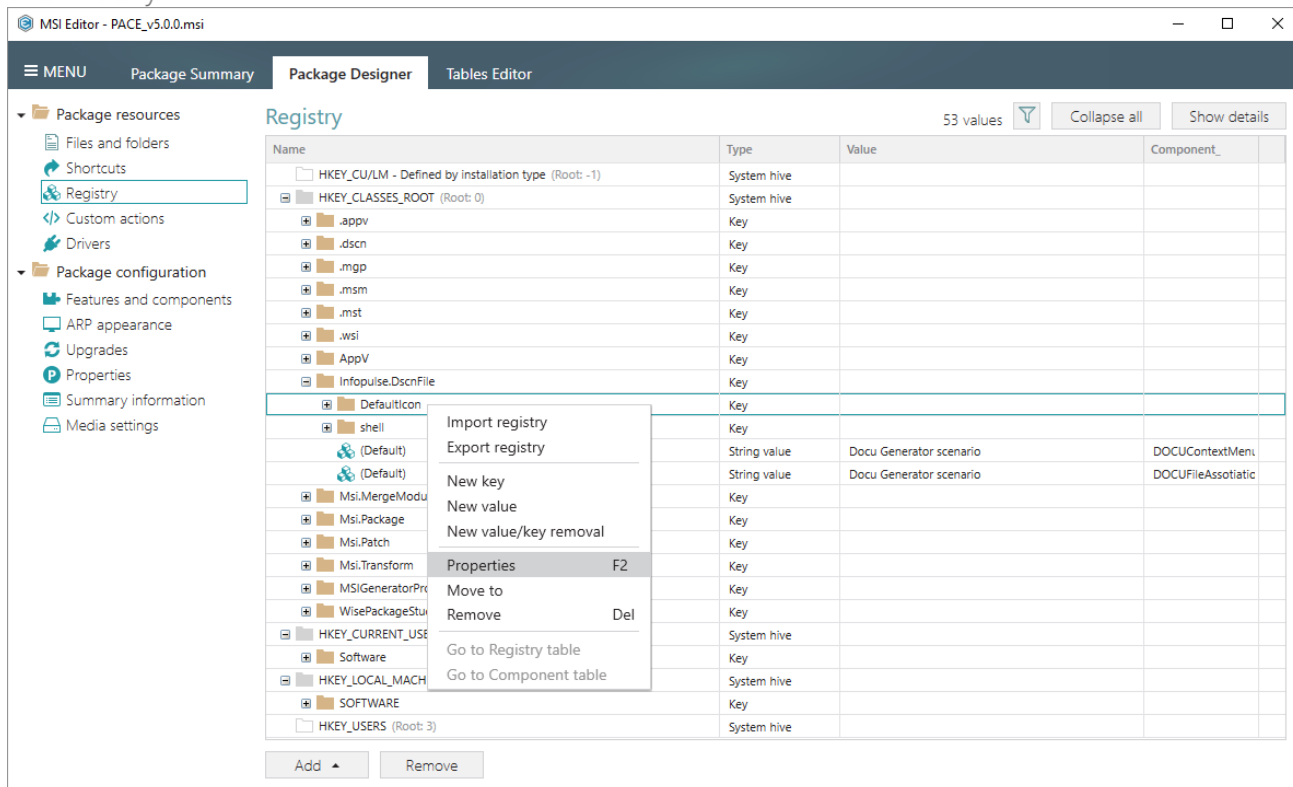 MSI Editor - PACE_v5.0.0.msi
MENU Package Summary Package Designer Tables Editor
Package resources
Files and folders
Shortcuts
Registry
Custom actions
Drivers
Package configuration
Features and components
ARP appearance
Upgrades
Properties
Summary information
Media settings
Registry 53 values Collapse all Show details
Name Type Value Component_
HKEY_CU/LM - Defined by installation type (Root: -1) System hive
HKEY_CLASSES_ROOT (Root: 0) System hive
.appv Key
.dscn Key
.mgp Key
.msm Key
.mst Key
.wsi Key
AppV Key
Infopulse.DscnFile Key
DefaultIcon Key
shell Key
(Default) String value Docu Generator scenario DOCUContextMenu
(Default) String value Docu Generator scenario DOCUFileAssotiatic
Msi.MergeModu Key
Msi.Package Key
Msi.Patch Key
Msi.Transform Key
MSIGeneratorPro Key
WisePackageStu Key
HKEY_CURRENT_USE System hive
Software Key
HKEY_LOCAL_MACH System hive
SOFTWARE Key
HKEY_USERS (Root: 3) System hive
Import registry
Export registry
New key
New value
New value/key removal
Properties F2
Move to
Remove Del
Go to Registry table
Go to Component table
Add Remove